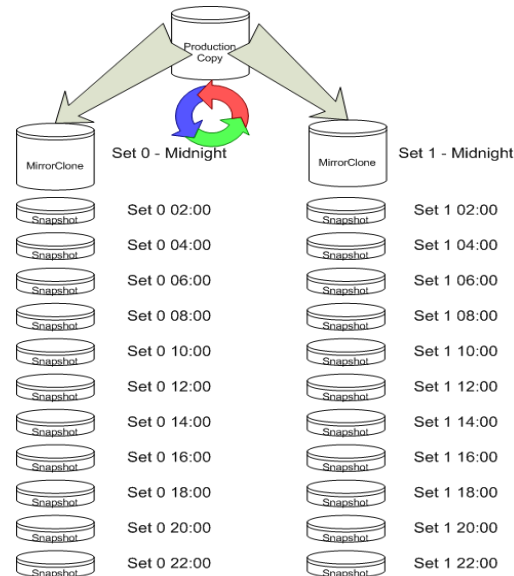 Production
Copy
MirrorClone
Set 0 - Midnight
MirrorClone
Set 1 - Midnight
Snapshot
Set 0 02:00
Snapshot
Set 1 02:00
Snapshot
Set 0 04:00
Snapshot
Set 1 04:00
Snapshot
Set 0 06:00
Snapshot
Set 1 06:00
Snapshot
Set 0 08:00
Snapshot
Set 1 08:00
Snapshot
Set 0 10:00
Snapshot
Set 1 10:00
Snapshot
Set 0 12:00
Snapshot
Set 1 12:00
Snapshot
Set 0 14:00
Snapshot
Set 1 14:00
Snapshot
Set 0 16:00
Snapshot
Set 1 16:00
Snapshot
Set 0 18:00
Snapshot
Set 1 18:00
Snapshot
Set 0 20:00
Snapshot
Set 1 20:00
Snapshot
Set 0 22:00
Snapshot
Set 1 22:00